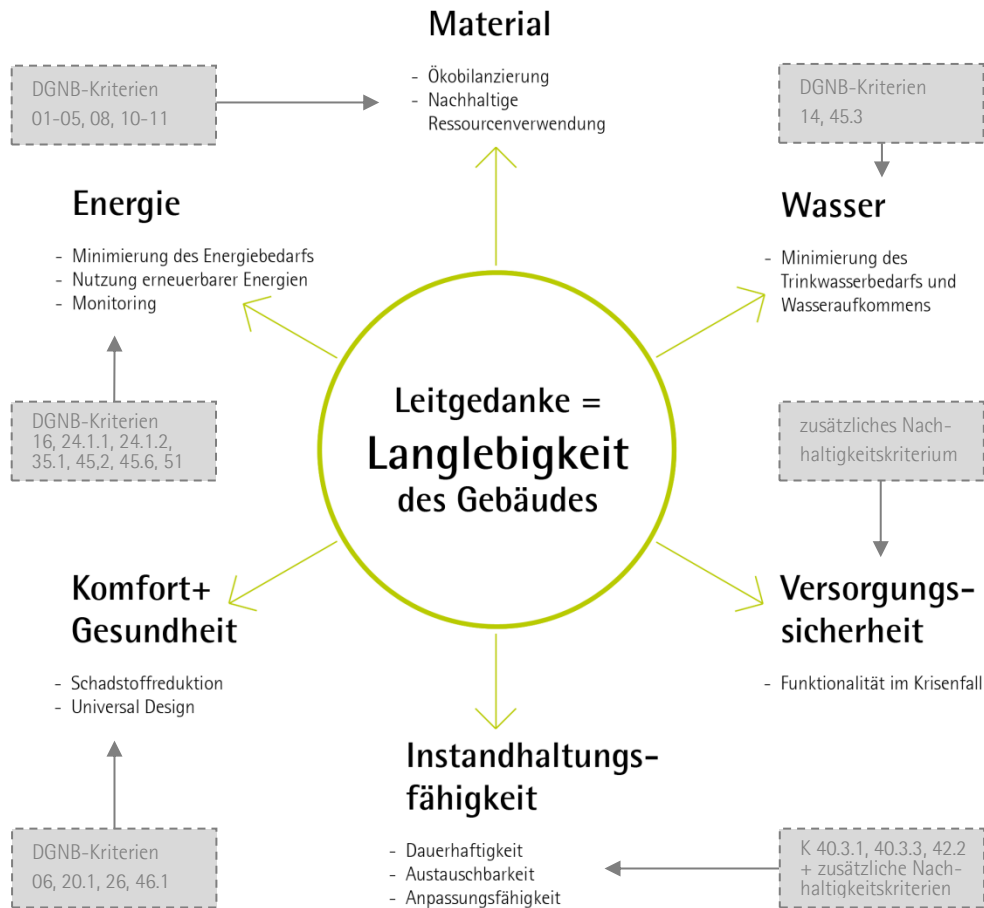 Material
- Ökobilanzierung
- Nachhaltige
Ressourcenverwendung
DGNB-Kriterien
01-05, 08, 10-11
DGNB-Kriterien
14, 45.3
Energie
- Minimierung des Energiebedarfs
- Nutzung erneuerbarer Energien
- Monitoring
Wasser
- Minimierung des
Trinkwasserbedarfs und
Wasseraufkommens
DGNB-Kriterien
16, 24.1.1, 24.1.2,
35.1, 45,2, 45.6, 51
Leitgedanke =
Langlebigkeit
des Gebäudes
zusätzliches Nach-
haltigkeitskriterium
Komfort+
Gesundheit
- Schadstoffreduktion
- Universal Design
Versorgungs-
sicherheit
- Funktionalität im Krisenfall
Instandhaltungs-
fähigkeit
- Dauerhaftigkeit
- Austauschbarkeit
- Anpassungsfähigkeit
DGNB-Kriterien
06, 20.1, 26, 46.1
K 40.3.1, 40.3.3, 42.2
+ zusätzliche Nach-
haltigkeitskriterien